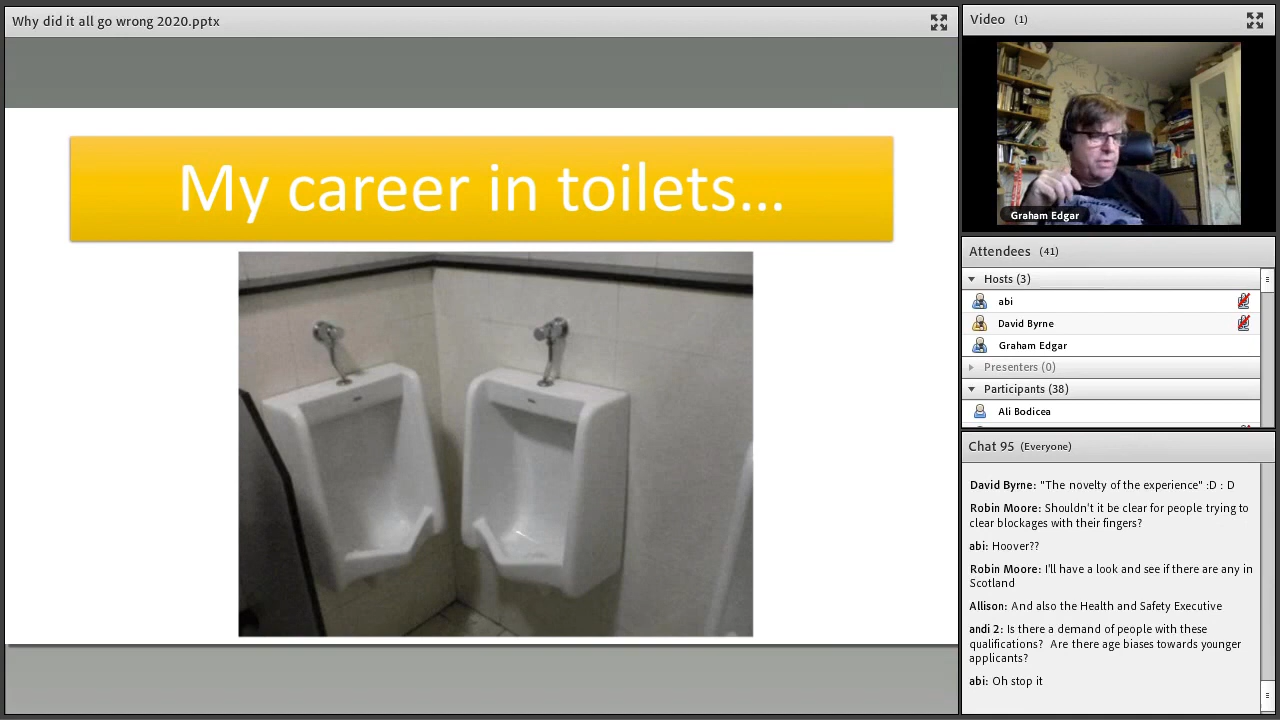 Why did it all go wrong 2020.pptx
My career in toilets...
Video (1)
Graham Edgar
Attendees (41)
Hosts (3)
abi
David Byrne
Graham Edgar
Presenters (0)
Participants (38)
Ali Bodicea
Chat 95 (Everyone)
David Byrne: "The novelty of the experience" :D : D
Robin Moore: Shouldn't it be clear for people trying to
clear blockages with their fingers?
abi: Hoover??
Robin Moore: I'll have a look and see if there are any in
Scotland
Allison: And also the Health and Safety Executive
andi 2: Is there a demand of people with these
qualifications? Are there age biases towards younger
applicants?
abi: Oh stop it